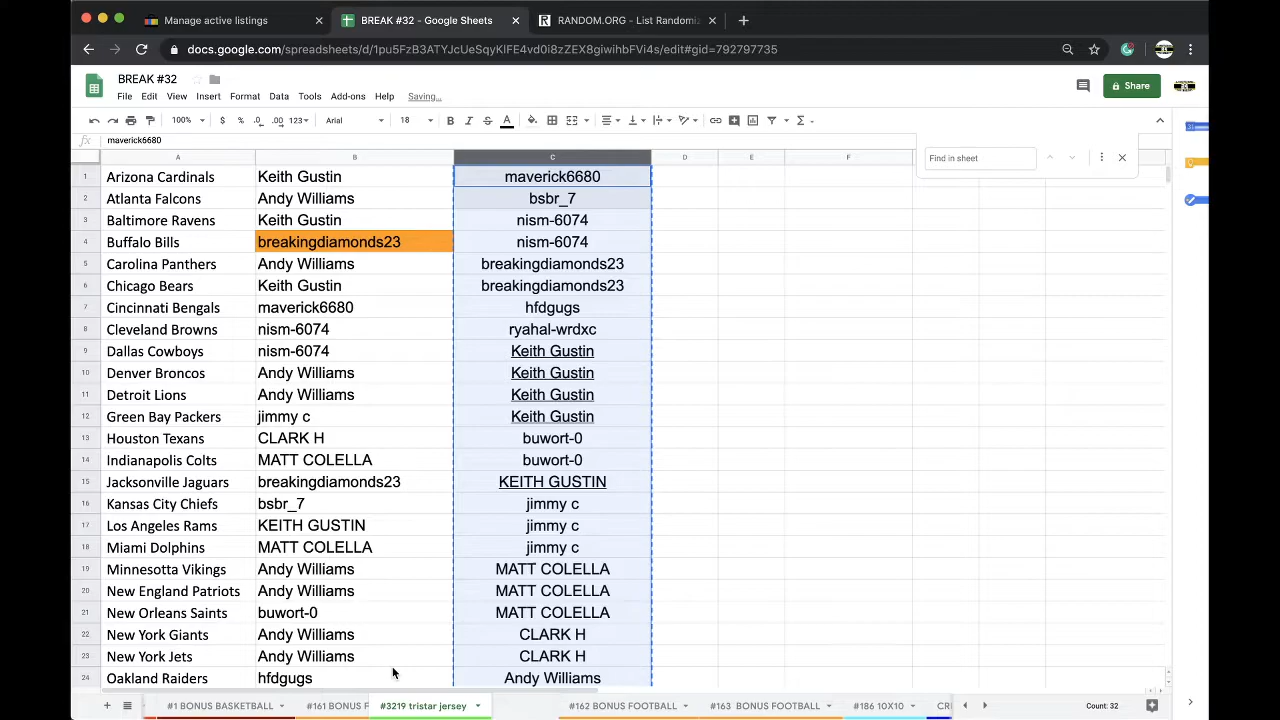 Manage active listings
BREAK #32 - Google Sheets
RANDOM.ORG - List Randomi
docs.google.com/spreadsheets/d/1pu5FzB3ATYJcUeSqyKlFE4vd0i8zZEX8giwihbFVi4s/edit#gid=792797735
BREAK #32
File Edit View Insert Format Data Tools Add-ons Help Saving...
Share
100% $ % .0 .00 123 Arial 18 B I S A
fx maverick6680
Find in sheet
A B C D E F
1 Arizona Cardinals Keith Gustin maverick6680
2 Atlanta Falcons Andy Williams bsbr_7
3 Baltimore Ravens Keith Gustin nism-6074
4 Buffalo Bills breakingdiamonds23 nism-6074
5 Carolina Panthers Andy Williams breakingdiamonds23
6 Chicago Bears Keith Gustin breakingdiamonds23
7 Cincinnati Bengals maverick6680 hfdgugs
8 Cleveland Browns nism-6074 ryahal-wrdxc
9 Dallas Cowboys nism-6074 Keith Gustin
10 Denver Broncos Andy Williams Keith Gustin
11 Detroit Lions Andy Williams Keith Gustin
12 Green Bay Packers jimmy c Keith Gustin
13 Houston Texans CLARK H buwort-0
14 Indianapolis Colts MATT COLELLA buwort-0
15 Jacksonville Jaguars breakingdiamonds23 KEITH GUSTIN
16 Kansas City Chiefs bsbr_7 jimmy c
17 Los Angeles Rams KEITH GUSTIN jimmy c
18 Miami Dolphins MATT COLELLA jimmy c
19 Minnesotta Vikings Andy Williams MATT COLELLA
20 New England Patriots Andy Williams MATT COLELLA
21 New Orleans Saints buwort-0 MATT COLELLA
22 New York Giants Andy Williams CLARK H
23 New York Jets Andy Williams CLARK H
24 Oakland Raiders hfdgugs Andy Williams
#1 BONUS BASKETBALL #161 BONUS F #3219 tristar jersey #162 BONUS FOOTBALL #163 BONUS FOOTBALL #186 10X10 CR Count: 32